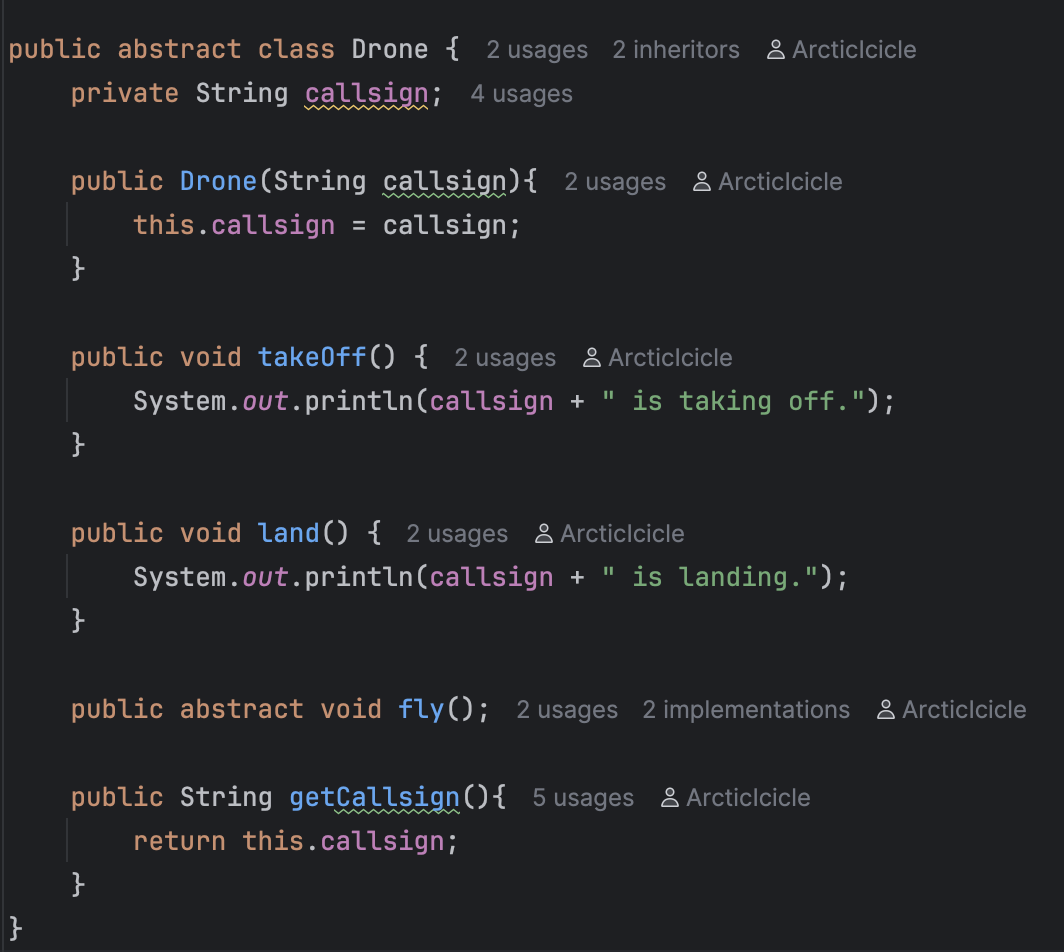 public abstract class Drone { 2 usages 2 inheritors ArcticIcicle
private String callsign; 4 usages
public Drone(String callsign){ 2 usages ArcticIcicle
this.callsign = callsign;
}
public void takeOff() { 2 usages ArcticIcicle
System.out.println(callsign + " is taking off.");
}
public void land() { 2 usages ArcticIcicle
System.out.println(callsign + " is landing.");
}
public abstract void fly(); 2 usages 2 implementations ArcticIcicle
public String getCallsign(){ 5 usages ArcticIcicle
return this.callsign;
}
}